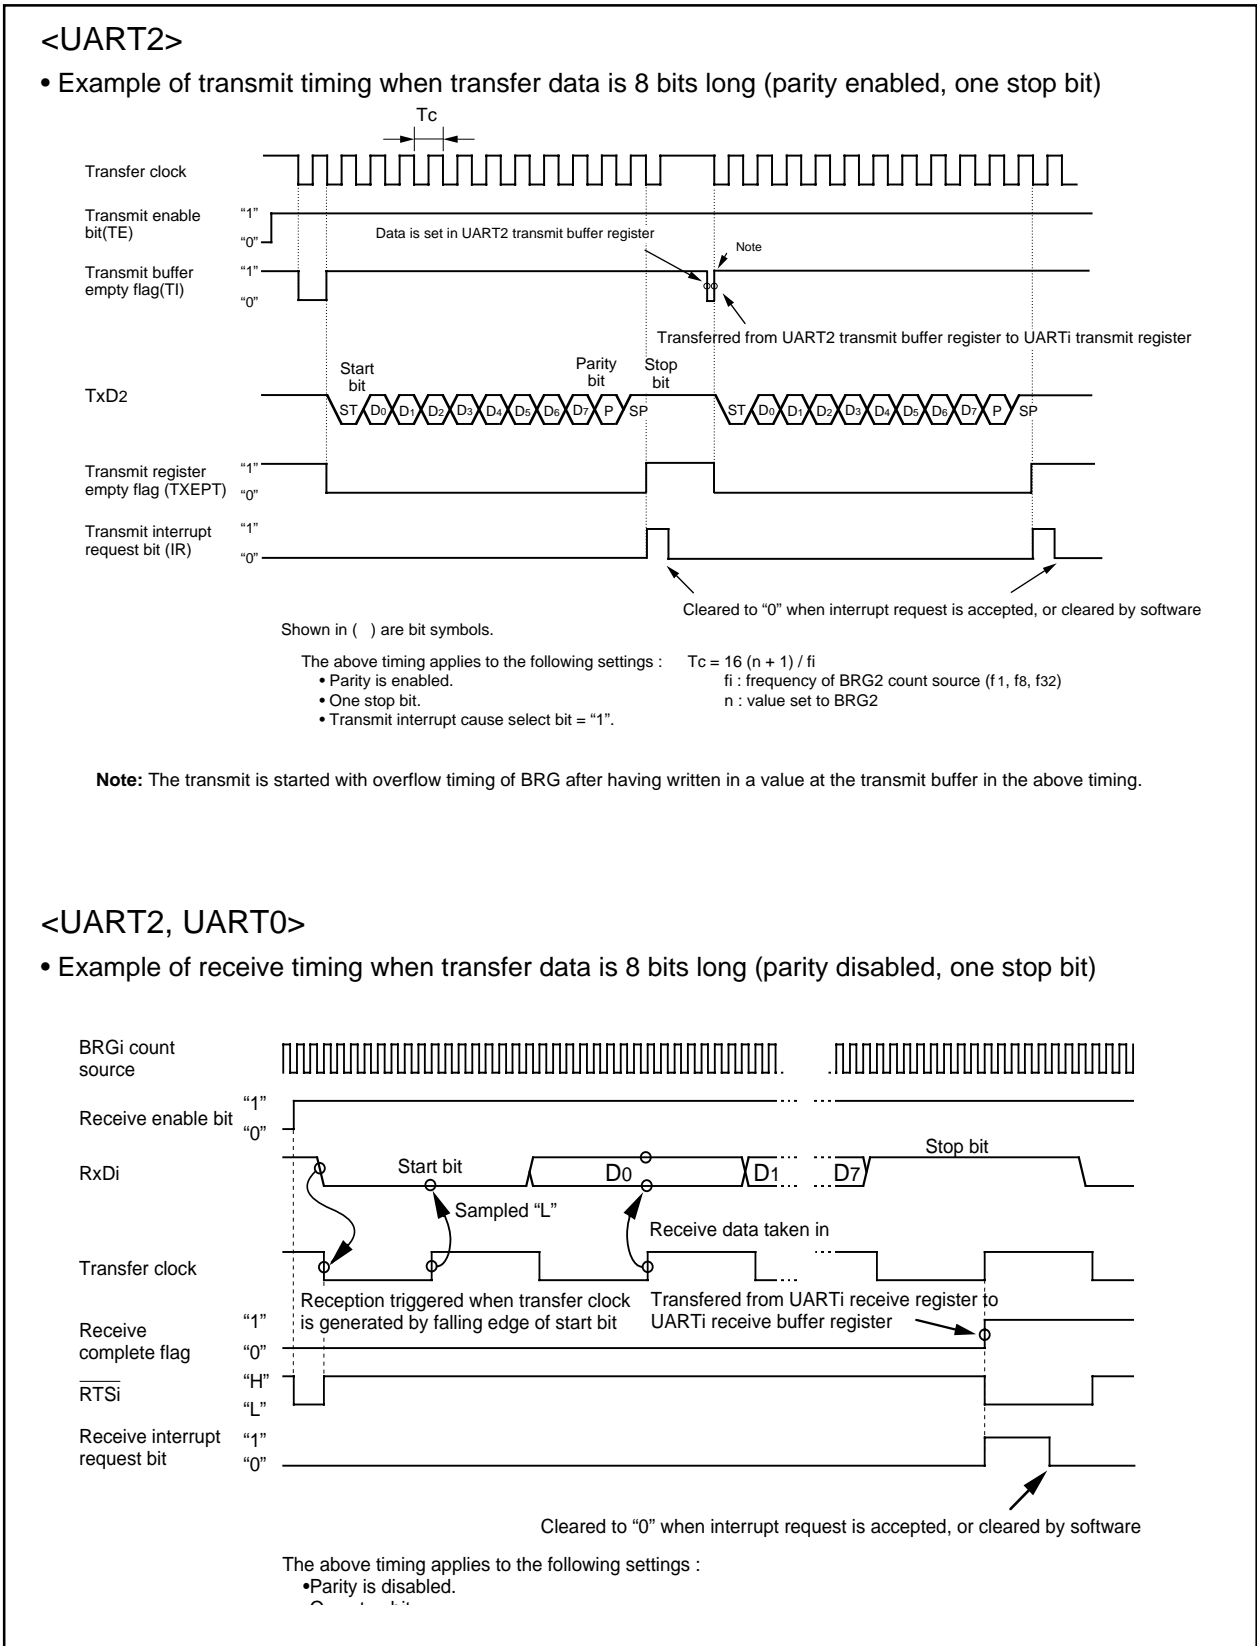 <UART2>
• Example of transmit timing when transfer data is 8 bits long (parity enabled, one stop bit)
Tc
Transfer clock
Transmit enable
bit(TE)
“1”
“0”
Data is set in UART2 transmit buffer register
Note
Transmit buffer
empty flag(TI)
“1”
“0”
Transferred from UART2 transmit buffer register to UARTi transmit register
Start
bit
Parity
bit
Stop
bit
TxD2
ST D0 D1 D2 D3 D4 D5 D6 D7 P SP
ST D0 D1 D2 D3 D4 D5 D6 D7 P SP
Transmit register
empty flag (TXEPT)
“1”
“0”
Transmit interrupt
request bit (IR)
“1”
“0”
Cleared to “0” when interrupt request is accepted, or cleared by software
Shown in ( ) are bit symbols.
The above timing applies to the following settings :
• Parity is enabled.
• One stop bit.
• Transmit interrupt cause select bit = “1”.
Tc = 16 (n + 1) / fi
fi : frequency of BRG2 count source (f1, f8, f32)
n : value set to BRG2
Note: The transmit is started with overflow timing of BRG after having written in a value at the transmit buffer in the above timing.
<UART2, UART0>
• Example of receive timing when transfer data is 8 bits long (parity disabled, one stop bit)
BRGi count
source
Receive enable bit
“1”
“0”
RxDi
Start bit
D0
D1
D7
Stop bit
Sampled “L”
Receive data taken in
Transfer clock
Reception triggered when transfer clock
is generated by falling edge of start bit
Transfered from UARTi receive register to
UARTi receive buffer register
Receive
complete flag
“1”
“0”
RTSi
“H”
“L”
Receive interrupt
request bit
“1”
“0”
Cleared to “0” when interrupt request is accepted, or cleared by software
The above timing applies to the following settings :
•Parity is disabled.